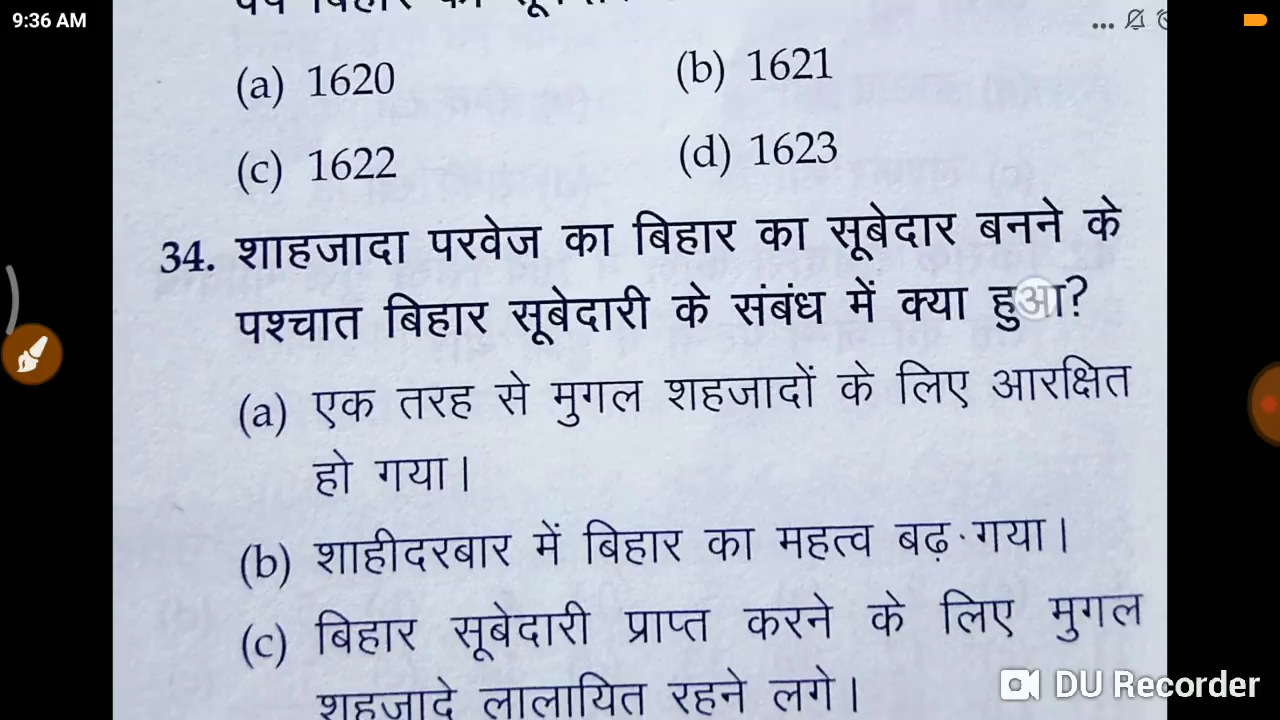 9:36 AM
(a) 1620 (b) 1621
(c) 1622 (d) 1623
34. शाहजादा परवेज का बिहार का सूबेदार बनने के
पश्चात बिहार सूबेदारी के संबंध में क्या हुआ?
(a) एक तरह से मुगल शहजादों के लिए आरक्षित
हो गया।
(b) शाहीदरबार में बिहार का महत्व बढ़ गया।
(c) बिहार सूबेदारी प्राप्त करने के लिए मुगल
शहजादे लालायित रहने लगे।
DU Recorder